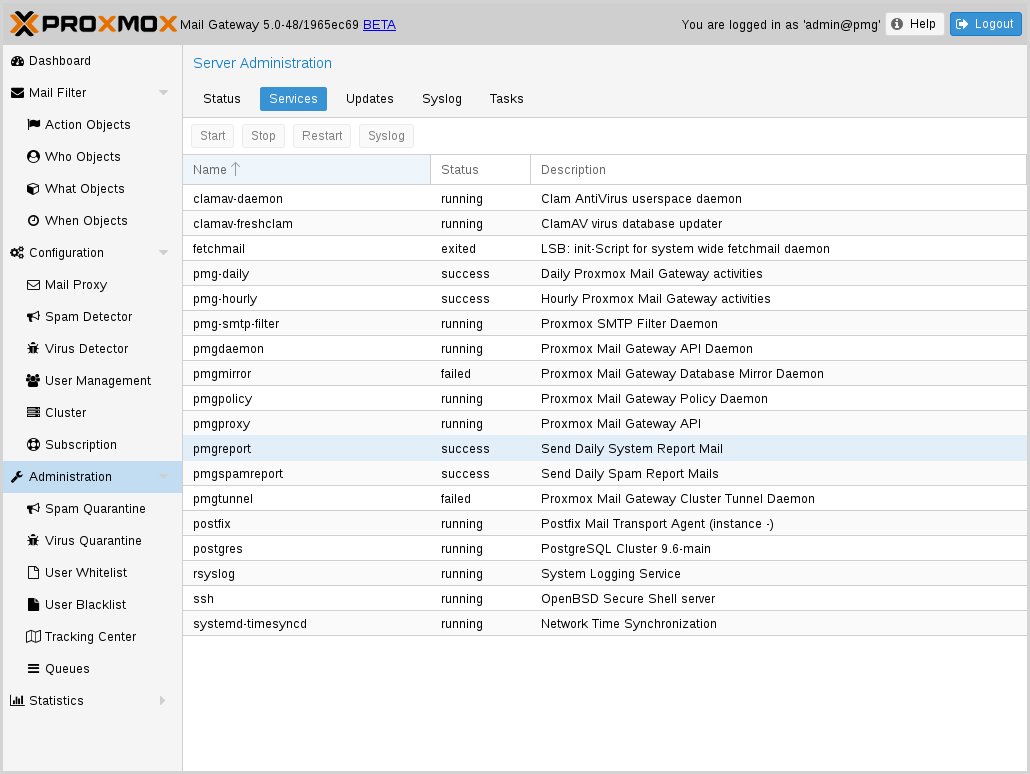 PROXMOX Mail Gateway 5.0-48/1965ec69 BETA You are logged in as 'admin@pmg' Help Logout
Dashboard
Mail Filter
Action Objects
Who Objects
What Objects
When Objects
Configuration
Mail Proxy
Spam Detector
Virus Detector
User Management
Cluster
Subscription
Administration
Spam Quarantine
Virus Quarantine
User Whitelist
User Blacklist
Tracking Center
Queues
Statistics
Server Administration
Status Services Updates Syslog Tasks
Start Stop Restart Syslog
Name Status Description
clamav-daemon running Clam AntiVirus userspace daemon
clamav-freshclam running ClamAV virus database updater
fetchmail exited LSB: init-Script for system wide fetchmail daemon
pmg-daily success Daily Proxmox Mail Gateway activities
pmg-hourly success Hourly Proxmox Mail Gateway activities
pmg-smtp-filter running Proxmox SMTP Filter Daemon
pmgdaemon running Proxmox Mail Gateway API Daemon
pmgmirror failed Proxmox Mail Gateway Database Mirror Daemon
pmgpolicy running Proxmox Mail Gateway Policy Daemon
pmgproxy running Proxmox Mail Gateway API
pmgreport success Send Daily System Report Mail
pmgspamreport success Send Daily Spam Report Mails
pmgtunnel failed Proxmox Mail Gateway Cluster Tunnel Daemon
postfix running Postfix Mail Transport Agent (instance -)
postgres running PostgreSQL Cluster 9.6-main
rsyslog running System Logging Service
ssh running OpenBSD Secure Shell server
systemd-timesyncd running Network Time Synchronization